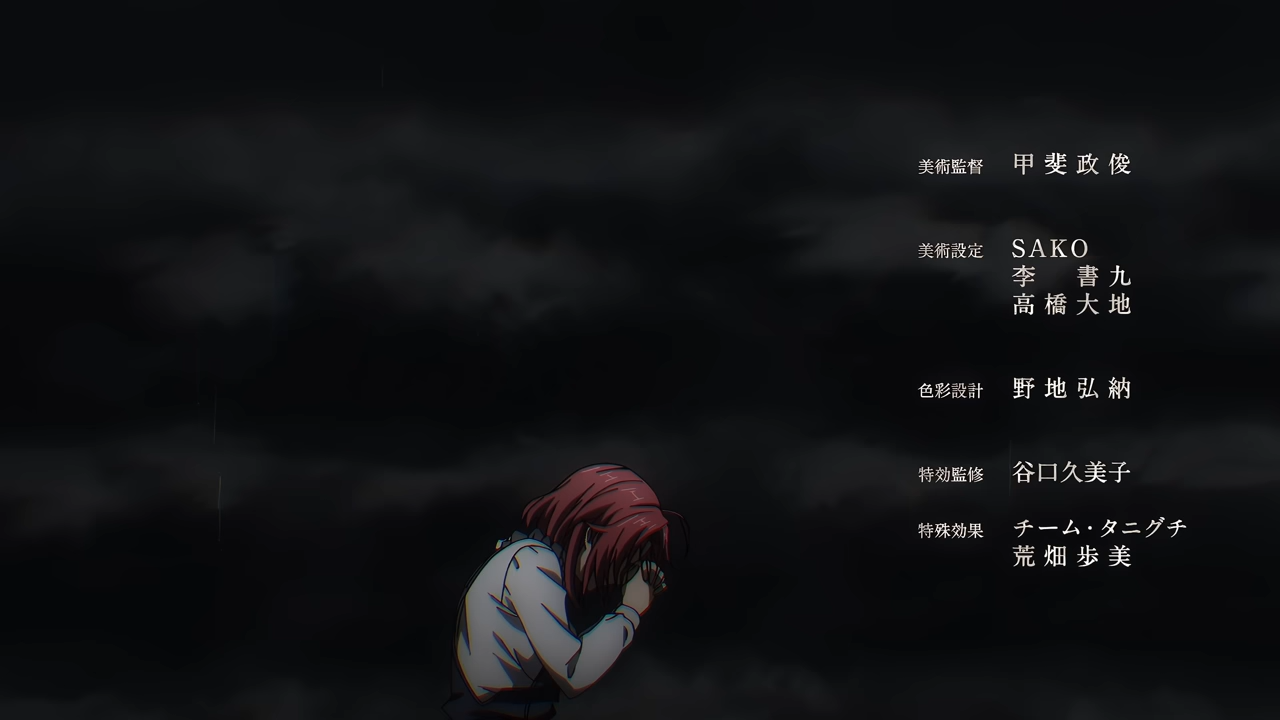 美術監督 甲斐政俊
美術設定 SAKO
李 書九
高橋大地
色彩設計 野地弘納
特効監修 谷口久美子
特殊効果 チーム・タニグチ
荒畑歩美